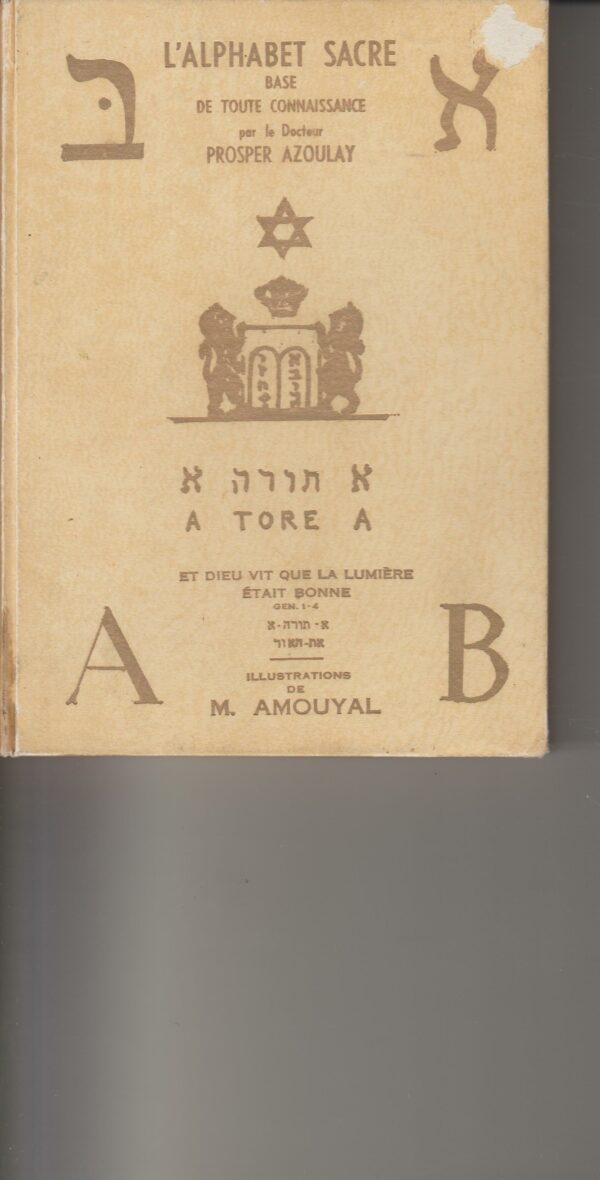 בּ
א
L'ALPHABET SACRE
BASE
DE TOUTE CONNAISSANCE
par le Docteur
PROSPER AZOULAY
א תורה א
A TORE A
ET DIEU VIT QUE LA LUMIÈRE
ÉTAIT BONNE
GEN. 1-4
א - תורה - א
את-האור
ILLUSTRATIONS
DE
M. AMOUYAL
A
B